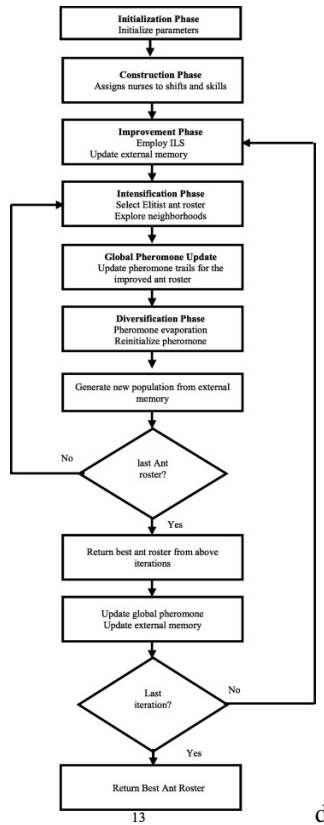 Initialization Phase
Initialize parameters
Construction Phase
Assigns nurses to shifts and skills
Improvement Phase
Employ ILS
Update external memory
Intensification Phase
Select Elitist ant roster
Explore neighborhoods
Global Pheromone Update
Update pheromone trails for the
improved ant roster
Diversification Phase
Pheromone evaporation
Reinitialize pheromone
Generate new population from external
memory
No
last Ant
roster?
Yes
Return best ant roster from above
iterations
Update global pheromone
Update external memory
Last
iteration?
No
Yes
Return Best Ant Roster
13
d